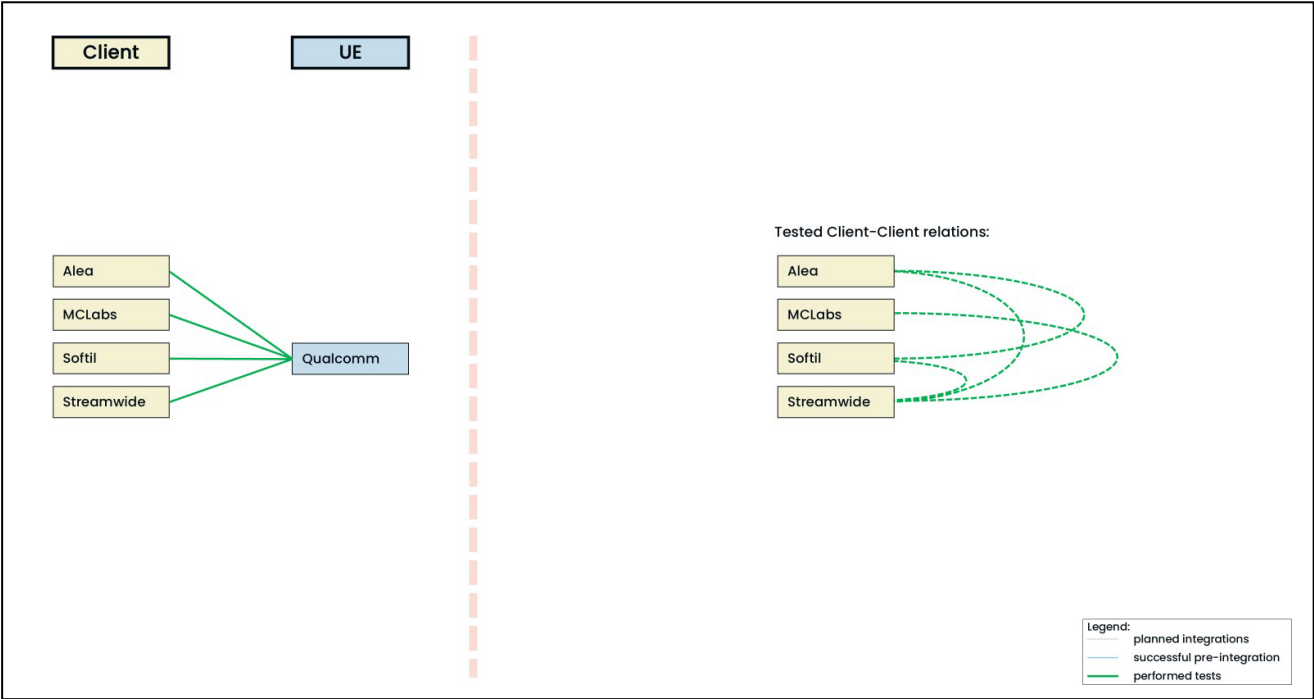 Client
UE
Alea
MCLabs
Softil
Streamwide
Qualcomm
Tested Client-Client relations:
Alea
MCLabs
Softil
Streamwide
Legend:
planned integrations
successful pre-integration
performed tests